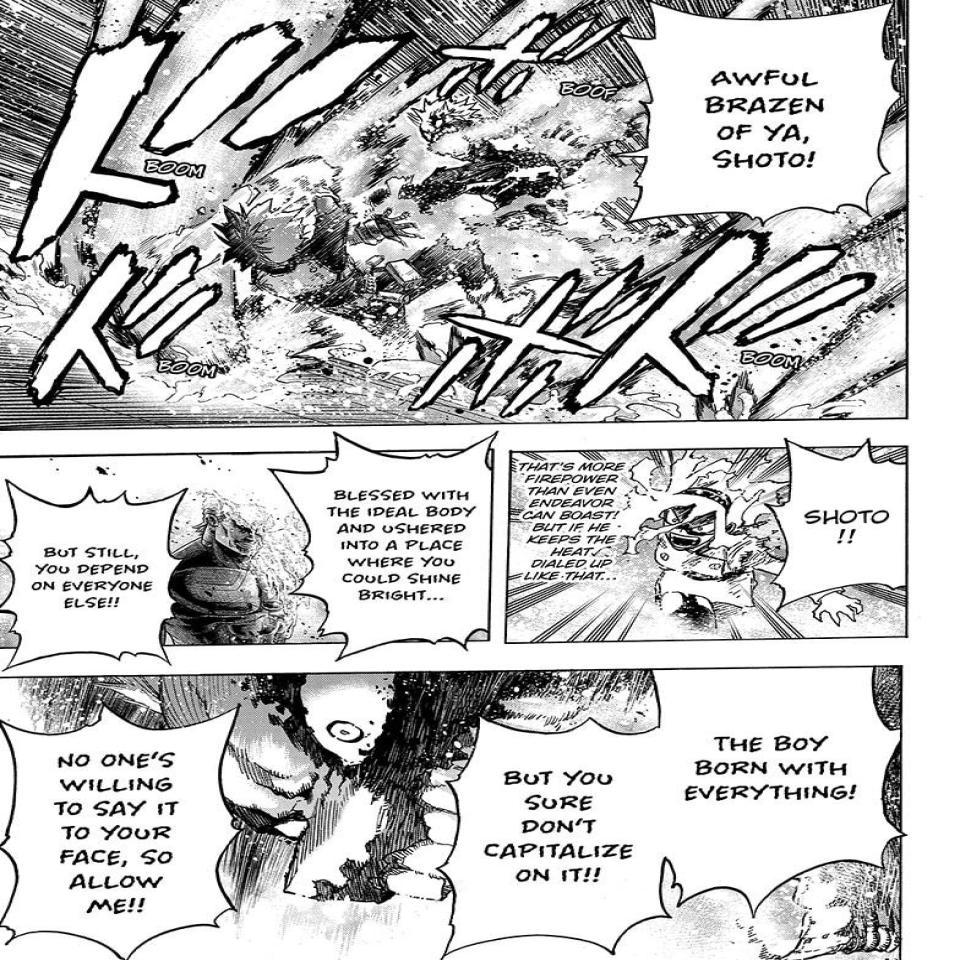 AWFUL
BRAZEN
OF YA,
SHOTO!
BOOF
BOOM
ド
BOOM
BOOM
SHOTO
!!
THAT'S MORE
FIREPOWER
THAN EVEN
ENDEAVOR
CAN BOAST!
BUT IF HE
KEEPS THE
HEAT
DIALED UP
LIKE THAT...
BLESSED WITH
THE IDEAL BODY
AND USHERED
INTO A PLACE
WHERE YOU
COULD SHINE
BRIGHT...
BUT STILL,
YOU DEPEND
ON EVERYONE
ELSE!!
THE BOY
BORN WITH
EVERYTHING!
BUT YOU
SURE
DON'T
CAPITALIZE
ON IT!!
NO ONE'S
WILLING
TO SAY IT
TO YOUR
FACE, SO
ALLOW
ME!!